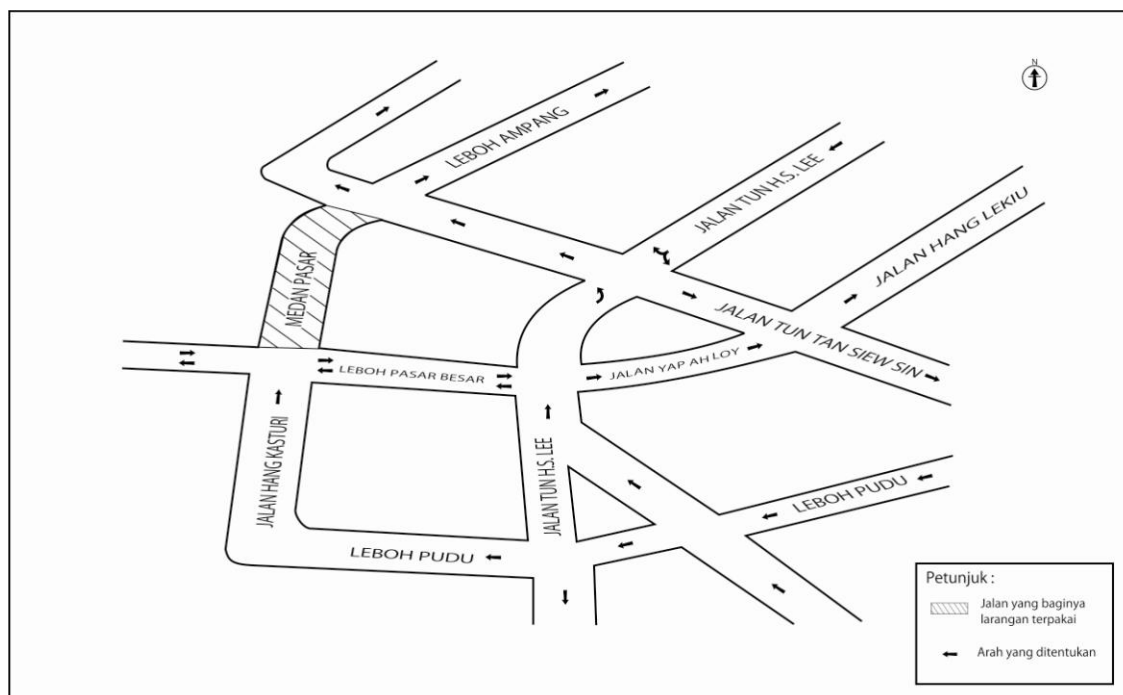 N
LEBOH AMPANG
JALAN TUN H.S. LEE
JALAN HANG LEKIU
MEDAN PASAR
JALAN TUN TAN SIEW SIN
LEBOH PASAR BESAR
JALAN YAP AH LOY
JALAN HANG KASTURI
JALAN TUN H.S. LEE
LEBOH PUDU
LEBOH PUDU
Petunjuk :
Jalan yang baginya
larangan terpakai
Arah yang ditentukan